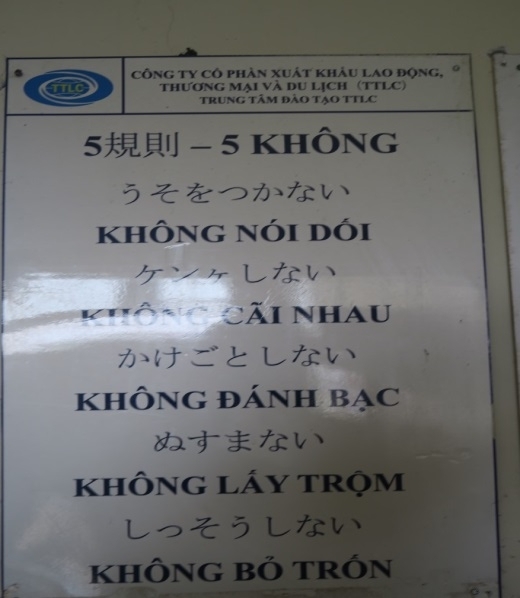 TTLC
CÔNG TY CỔ PHẦN XUẤT KHẨU LAO ĐỘNG,
THƯƠNG MẠI VÀ DU LỊCH (TTLC)
TRUNG TÂM ĐÀO TẠO TTLC
5規則 – 5 KHÔNG
うそをつかない
KHÔNG NÓI DỐI
ケンヶしない
KHÔNG CÃI NHAU
かけごとしない
KHÔNG ĐÁNH BẠC
ぬすまない
KHÔNG LẤY TRỘM
しっそうしない
KHÔNG BỎ TRỐN